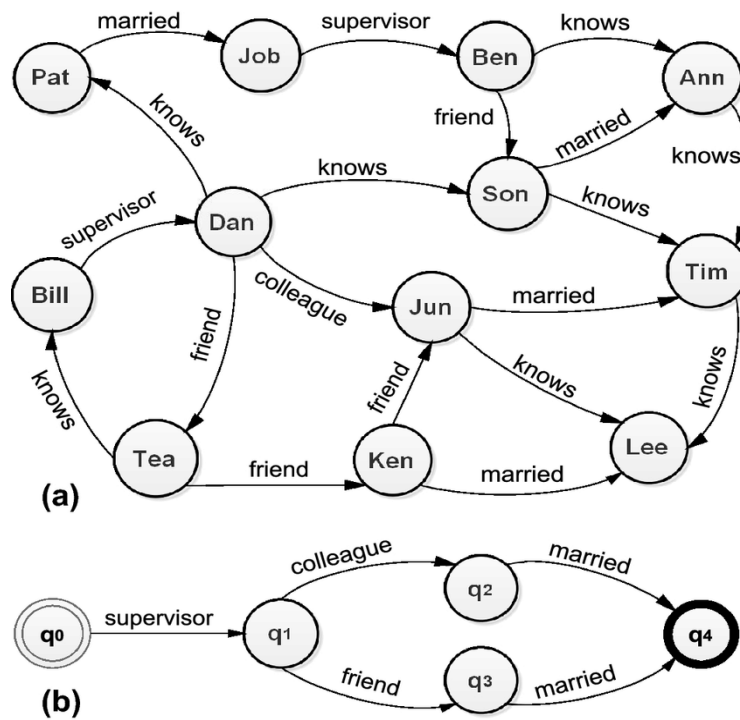 married
supervisor
knows
Pat
Job
Ben
Ann
knows
friend
married
knows
supervisor
Dan
knows
Son
knows
Bill
colleague
Jun
married
Tim
friend
knows
friend
knows
knows
Tea
friend
Ken
married
Lee
(a)
colleague
married
q0
supervisor
q1
q2
q4
friend
q3
married
(b)